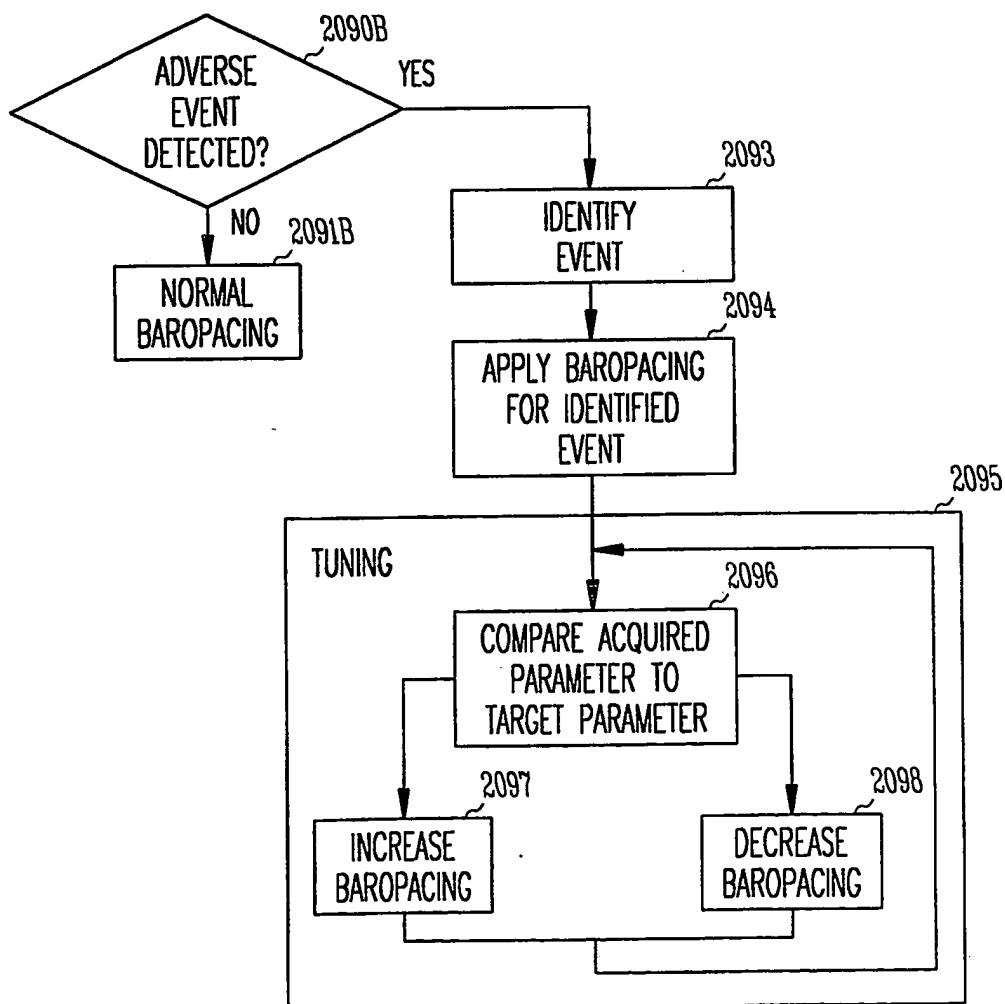 2090B
ADVERSE
EVENT
DETECTED?
YES
NO
2091B
NORMAL
BAROPACING
2093
IDENTIFY
EVENT
2094
APPLY BAROPACING
FOR IDENTIFIED
EVENT
2095
TUNING
2096
COMPARE ACQUIRED
PARAMETER TO
TARGET PARAMETER
2097
INCREASE
BAROPACING
2098
DECREASE
BAROPACING